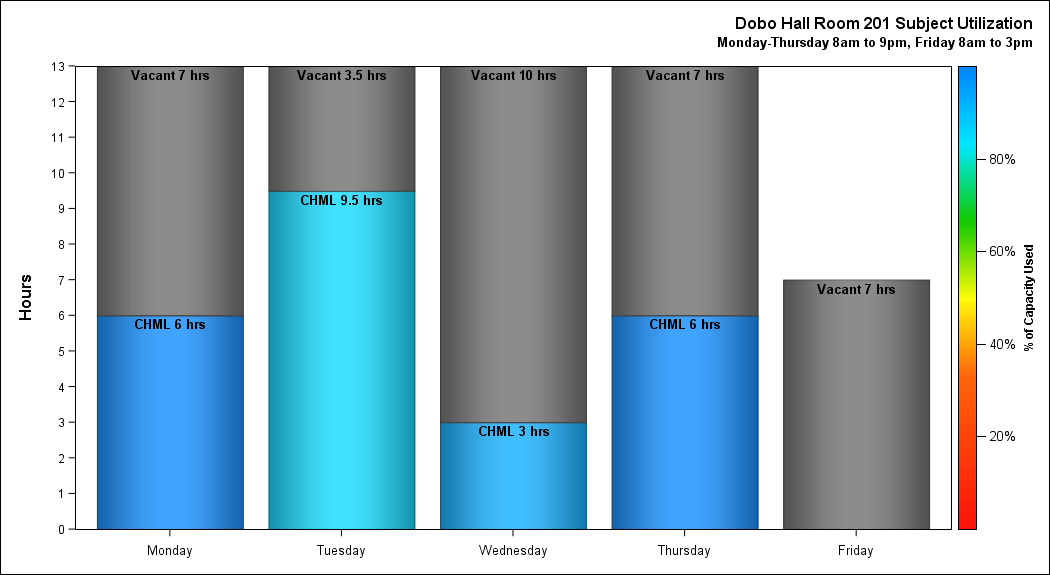 Dobo Hall Room 201 Subject Utilization
Monday-Thursday 8am to 9pm, Friday 8am to 3pm
Hours
13
12
11
10
9
8
7
6
5
4
3
2
1
0
Vacant 7 hrs
CHML 6 hrs
Vacant 3.5 hrs
CHML 9.5 hrs
Vacant 10 hrs
CHML 3 hrs
Vacant 7 hrs
CHML 6 hrs
Vacant 7 hrs
Monday
Tuesday
Wednesday
Thursday
Friday
80%
60%
40%
20%
% of Capacity Used